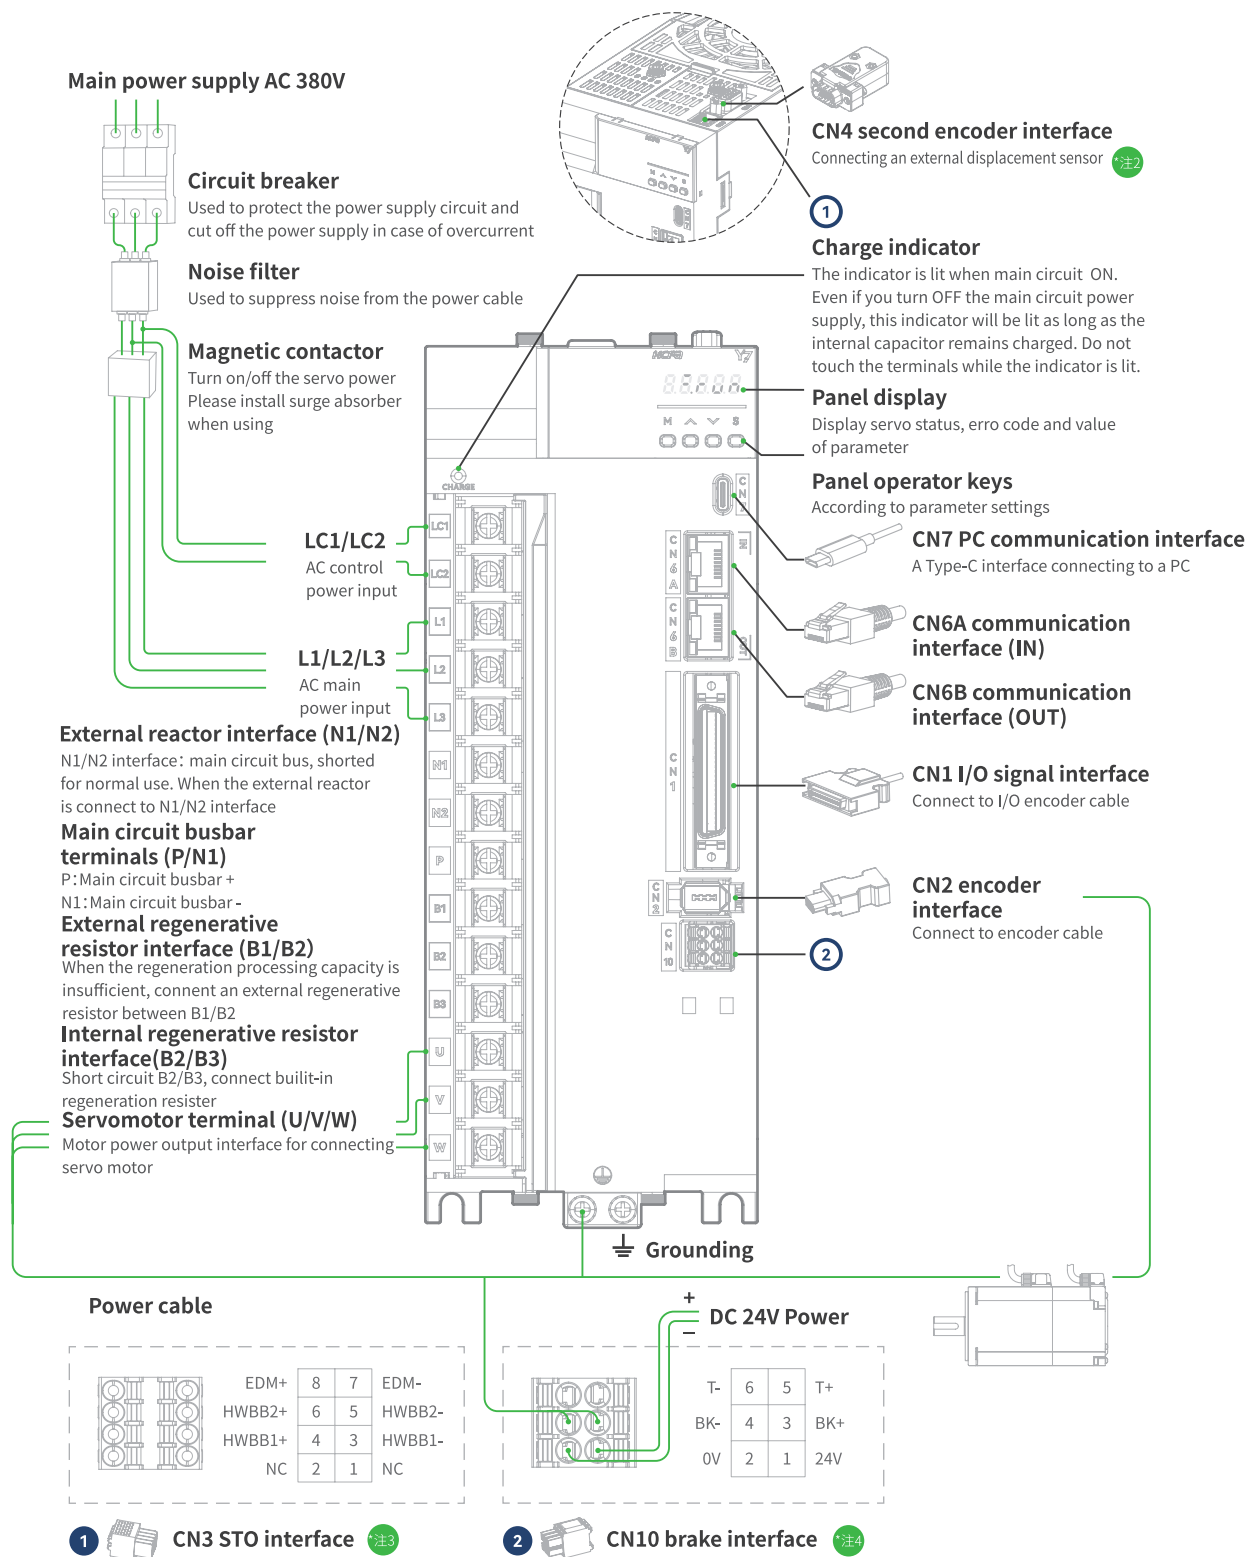 Main power supply AC 380V
Circuit breaker
Used to protect the power supply circuit and
cut off the power supply in case of overcurrent
Noise filter
Used to suppress noise from the power cable
Magnetic contactor
Turn on/off the servo power
Please install surge absorber
when using
CN4 second encoder interface
Connecting an external displacement sensor *注2
1
Charge indicator
The indicator is lit when main circuit ON.
Even if you turn OFF the main circuit power
supply, this indicator will be lit as long as the
internal capacitor remains charged. Do not
touch the terminals while the indicator is lit.
Panel display
Display servo status, erro code and value
of parameter
Panel operator keys
According to parameter settings
CN7 PC communication interface
A Type-C interface connecting to a PC
CN6A communication
interface (IN)
CN6B communication
interface (OUT)
CN1 I/O signal interface
Connect to I/O encoder cable
CN2 encoder
interface
Connect to encoder cable
2
HCFA
Y7
M
S
CHARGE
LC1
LC2
L1
L2
L3
N1
N2
P
B1
B2
B3
U
V
W
CN6A
IN
CN6B
OUT
CN1
CN2
CN10
LC1/LC2
AC control
power input
L1/L2/L3
AC main
power input
External reactor interface (N1/N2)
N1/N2 interface: main circuit bus, shorted
for normal use. When the external reactor
is connect to N1/N2 interface
Main circuit busbar
terminals (P/N1)
P:Main circuit busbar +
N1:Main circuit busbar -
External regenerative
resistor interface (B1/B2)
When the regeneration processing capacity is
insufficient, connent an external regenerative
resistor between B1/B2
Internal regenerative resistor
interface(B2/B3)
Short circuit B2/B3, connect builit-in
regeneration resister
Servomotor terminal (U/V/W)
Motor power output interface for connecting
servo motor
Grounding
Power cable
+
−
DC 24V Power
EDM+ 8 7 EDM-
HWBB2+ 6 5 HWBB2-
HWBB1+ 4 3 HWBB1-
NC 2 1 NC
T- 6 5 T+
BK- 4 3 BK+
0V 2 1 24V
1 CN3 STO interface *注3
2 CN10 brake interface *注4